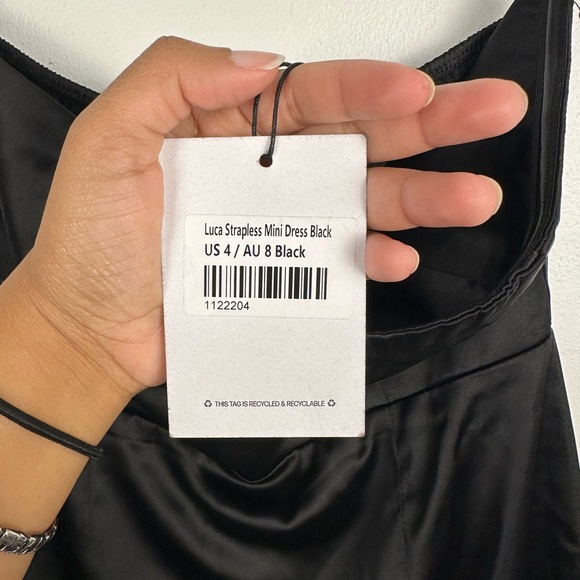 Luca Strapless Mini Dress Black
US 4 / AU 8 Black
1122204
♻ THIS TAG IS RECYCLED & RECYCLABLE ♻